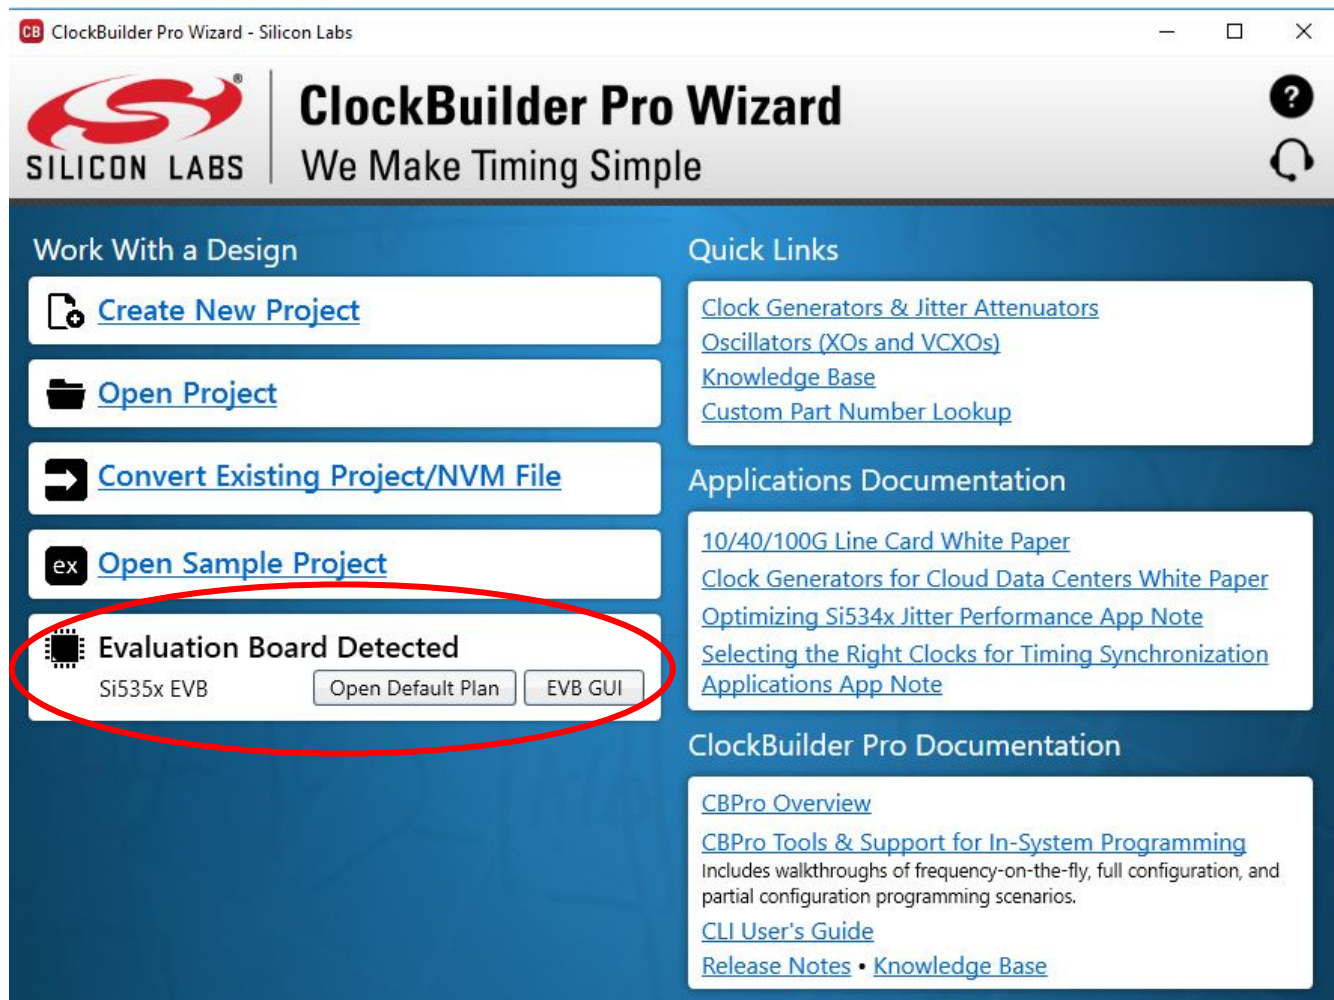 CB ClockBuilder Pro Wizard - Silicon Labs
SILICON LABS
®
ClockBuilder Pro Wizard
We Make Timing Simple
?
Work With a Design
Create New Project
Open Project
Convert Existing Project/NVM File
ex Open Sample Project
Evaluation Board Detected
Si535x EVB Open Default Plan EVB GUI
Quick Links
Clock Generators & Jitter Attenuators
Oscillators (XOs and VCXOs)
Knowledge Base
Custom Part Number Lookup
Applications Documentation
10/40/100G Line Card White Paper
Clock Generators for Cloud Data Centers White Paper
Optimizing Si534x Jitter Performance App Note
Selecting the Right Clocks for Timing Synchronization
Applications App Note
ClockBuilder Pro Documentation
CBPro Overview
CBPro Tools & Support for In-System Programming
Includes walkthroughs of frequency-on-the-fly, full configuration, and
partial configuration programming scenarios.
CLI User's Guide
Release Notes • Knowledge Base